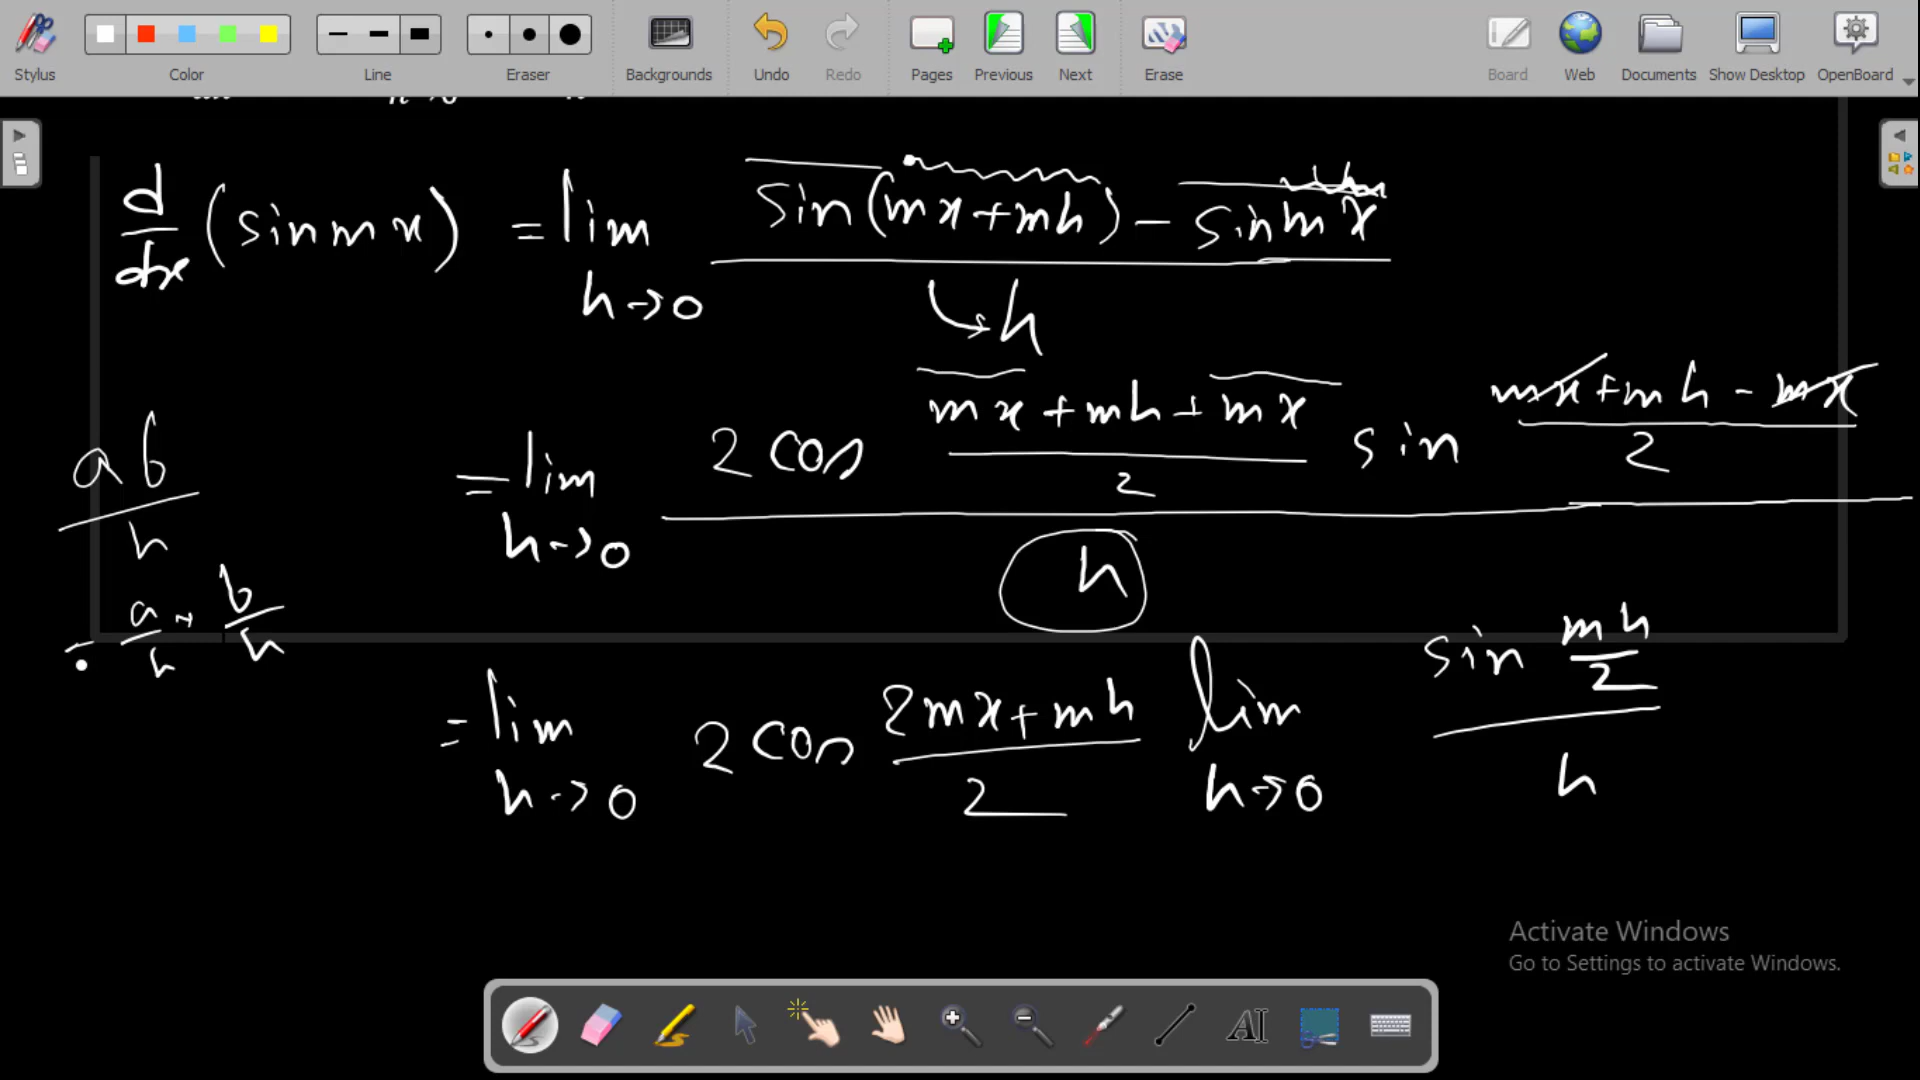 Stylus Color Line Eraser Backgrounds Undo Redo Pages Previous Next Erase Board Web Documents Show Desktop OpenBoard
d/dx (sin mx) = lim h→0 (sin(mx+mh) − sin mx) / h
= lim h→0 (2 cos (mx+mh+mx)/2 sin (mx+mh−mx)/2) / h
ab/h
= a/h · b/h
= lim h→0 2 cos (2mx+mh)/2 lim h→0 (sin mh/2) / h
Activate Windows
Go to Settings to activate Windows.